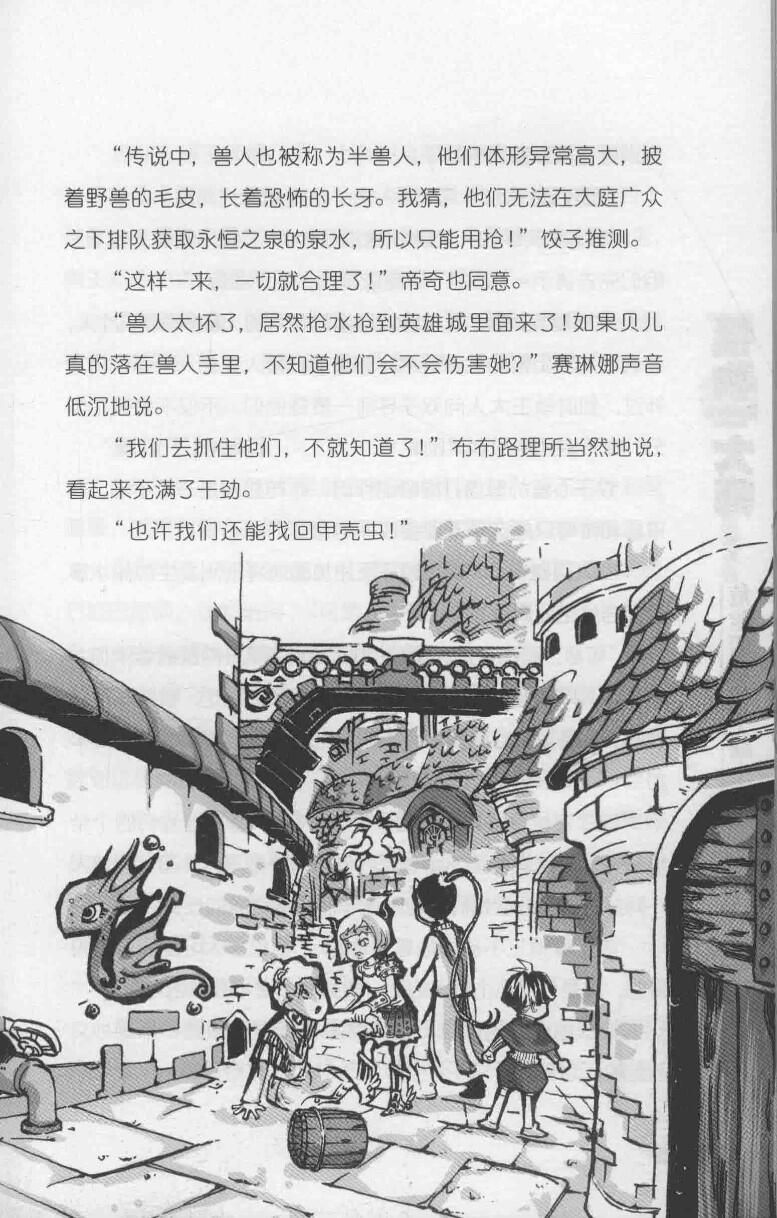 “传说中，兽人也被称为半兽人，他们体形异常高大，披
着野兽的毛皮，长着恐怖的长牙。我猜，他们无法在大庭广众
之下排队获取永恒之泉的泉水，所以只能用抢！”饺子推测。
“这样一来，一切就合理了！”帝奇也同意。
“兽人太坏了，居然抢水抢到英雄城里面来了！如果贝儿
真的落在兽人手里，不知道他们会不会伤害她？”赛琳娜声音
低沉地说。
“我们去抓住他们，不就知道了！”布布路理所当然地说，
看起来充满了干劲。
“也许我们还能找回甲壳虫！”